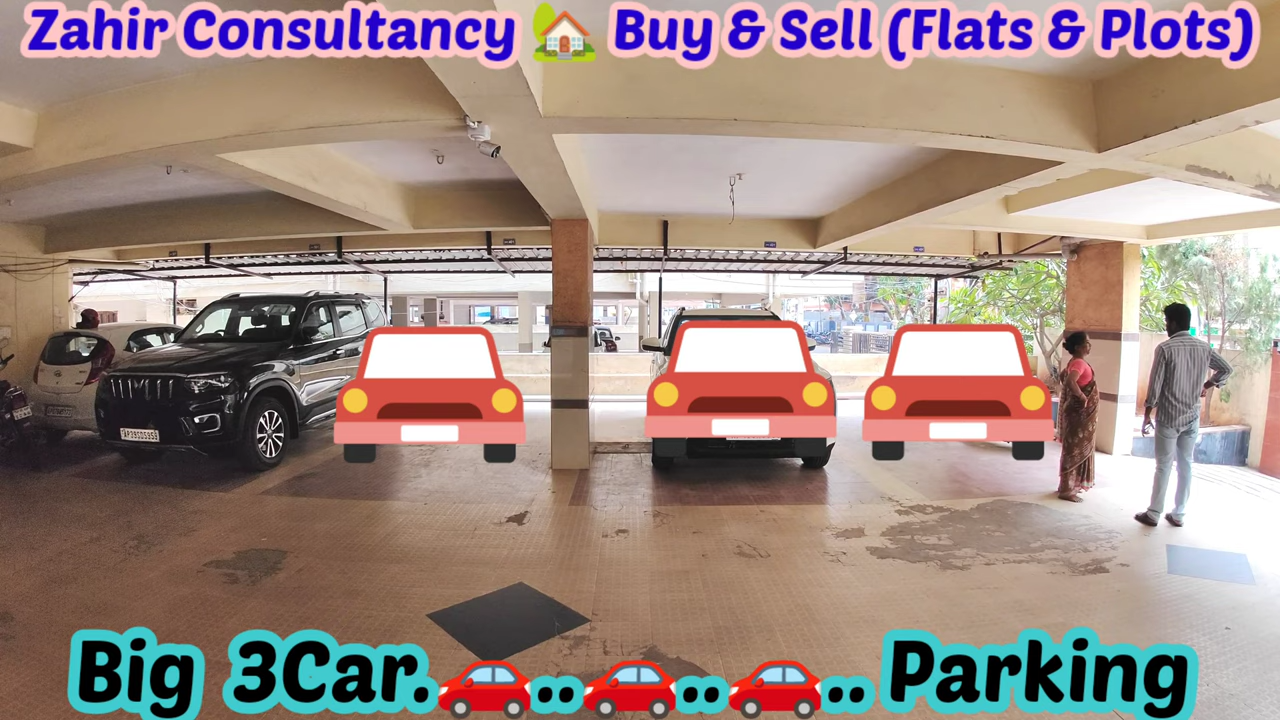 Zahir Consultancy 🏡 Buy & Sell (Flats & Plots)
Big 3Car.🚗..🚗..🚗.. Parking